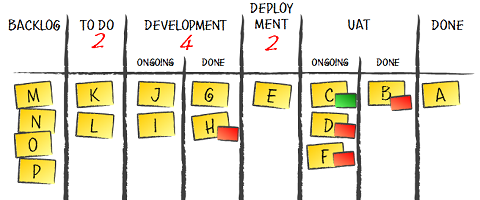 BACKLOG
TO DO
2
DEVELOPMENT
4
DEPLOY
MENT
2
UAT
DONE
ONGOING
DONE
ONGOING
DONE
M
K
J
G
E
C
B
A
N
L
I
H
D
O
F
P